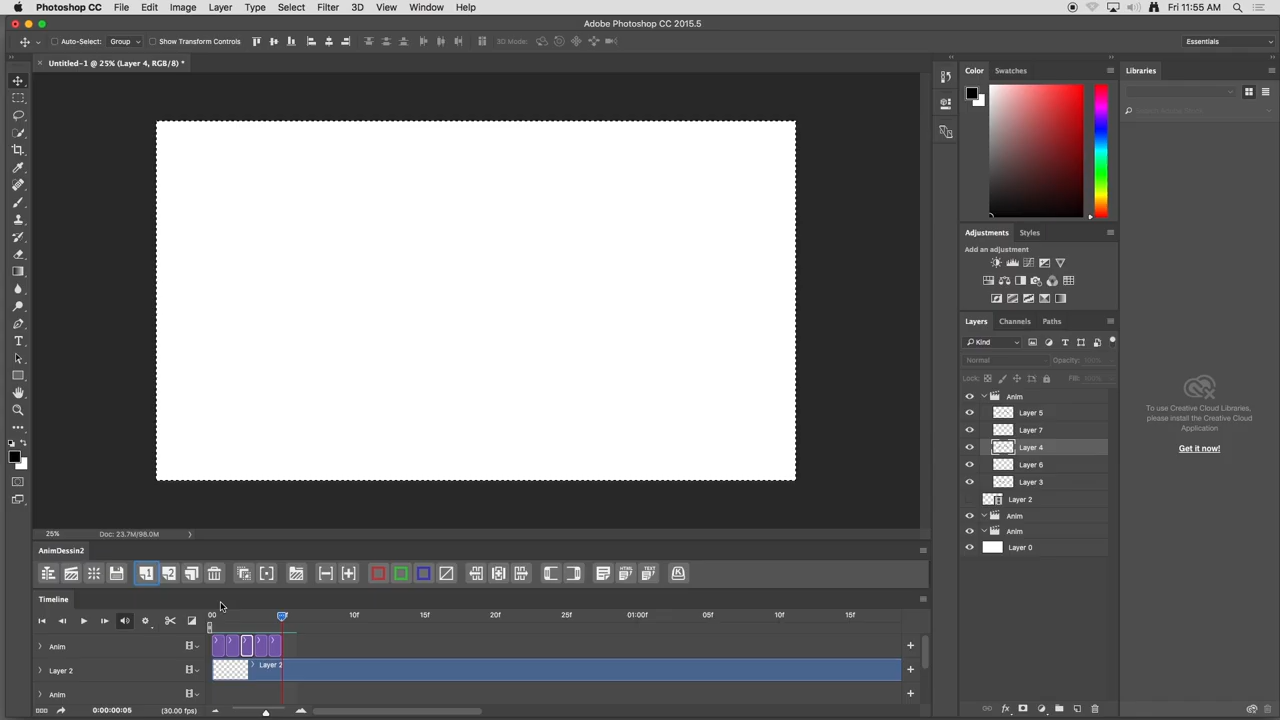 Photoshop CC File Edit Image Layer Type Select Filter 3D View Window Help Fri 11:55 AM
Adobe Photoshop CC 2015.5
Auto-Select: Group Show Transform Controls 3D Mode: Essentials
Untitled-1 @ 25% (Layer 4, RGB/8) *
Color Swatches
Libraries
Adjustments Styles
Add an adjustment
Layers Channels Paths
Kind
Normal Opacity:
Lock: Fill:
Anim
Layer 5
Layer 7
Layer 4
Layer 6
Layer 3
Layer 2
Anim
Anim
Layer 0
To use Creative Cloud Libraries,
please install the Creative Cloud
Application
Get it now!
25% Doc: 23.7M/98.0M
AnimDessin2
1 2 HTML TEXT
Timeline
00 10f 15f 20f 25f 01:00f 05f 10f 15f
Anim
Layer 2 Layer 2
Anim
0:00:00:05 (30.00 fps)